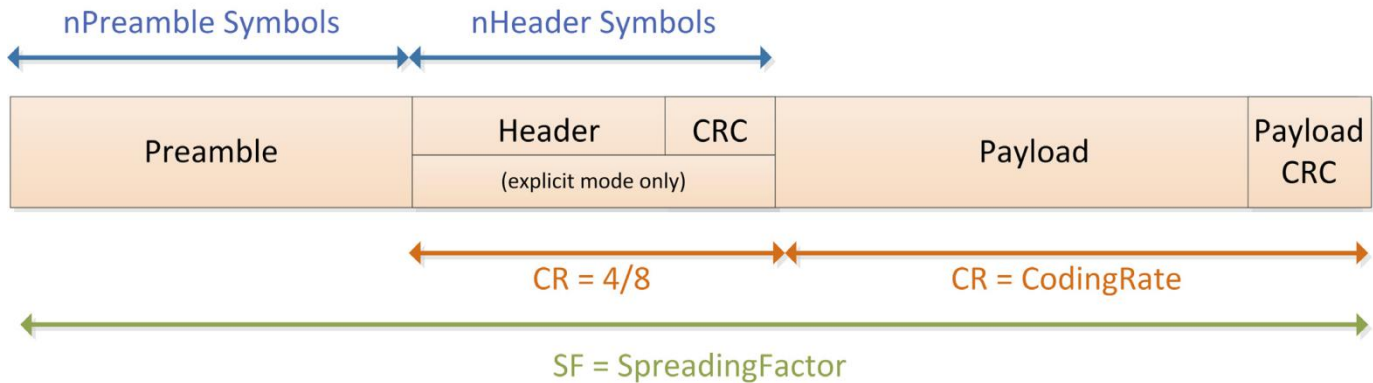 nPreamble Symbols
nHeader Symbols
Preamble
Header
CRC
(explicit mode only)
Payload
Payload
CRC
CR = 4/8
CR = CodingRate
SF = SpreadingFactor